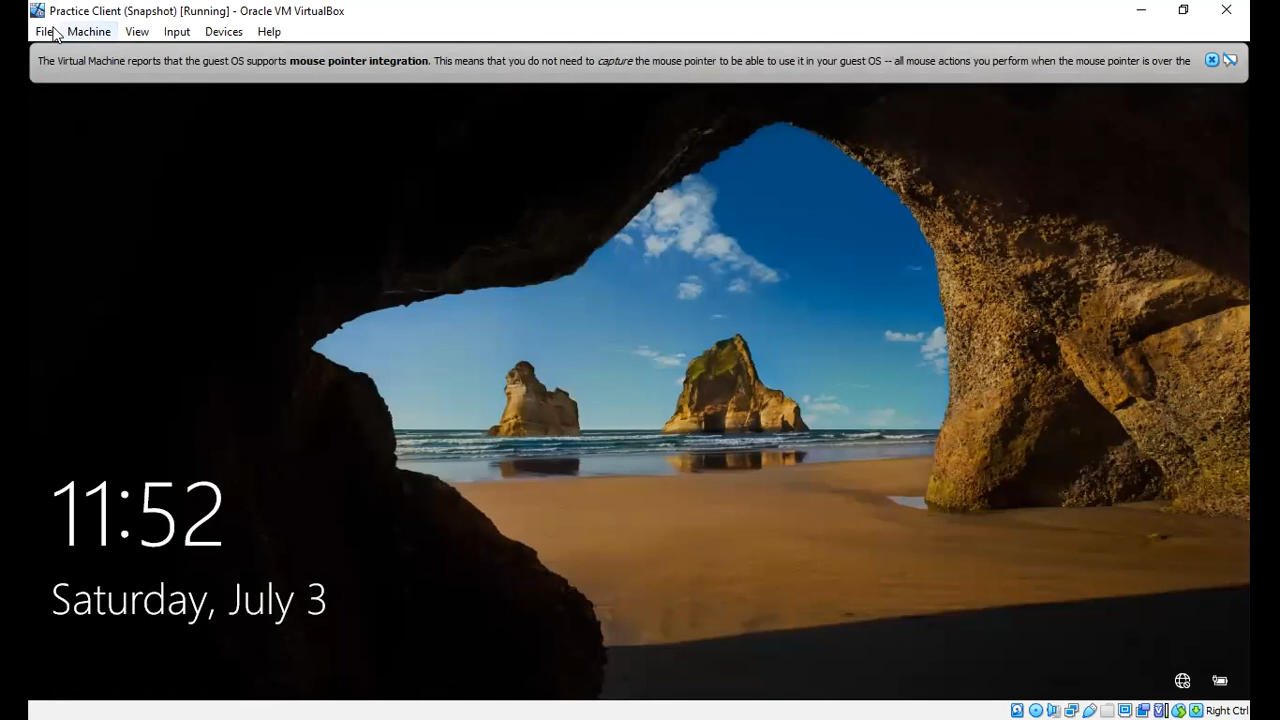 Practice Client (Snapshot) [Running] - Oracle VM VirtualBox
File Machine View Input Devices Help
The Virtual Machine reports that the guest OS supports mouse pointer integration. This means that you do not need to capture the mouse pointer to be able to use it in your guest OS -- all mouse actions you perform when the mouse pointer is over the
11:52
Saturday, July 3
Right Ctrl